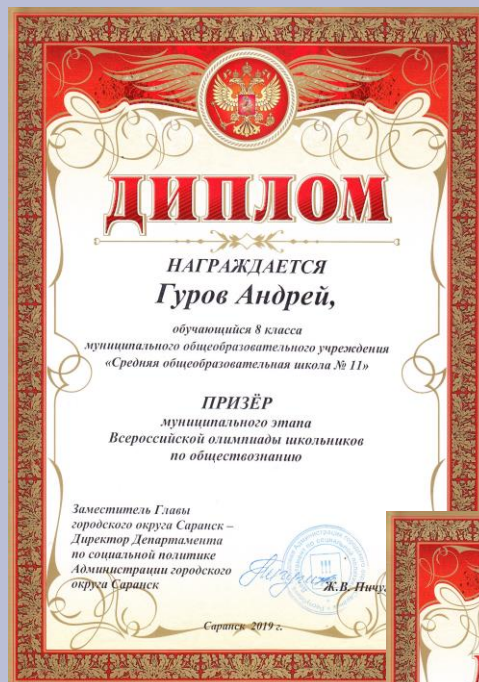 ДИПЛОМ
НАГРАЖДАЕТСЯ
Гуров Андрей,
обучающийся 8 класса
муниципального общеобразовательного учреждения
«Средняя общеобразовательная школа № 11»
ПРИЗЁР
муниципального этапа
Всероссийской олимпиады школьников
по обществознанию
Заместитель Главы
городского округа Саранск –
Директор Департамента
по социальной политике
Администрации городского
округа Саранск
Ж.В.
Саранск 2019 г.